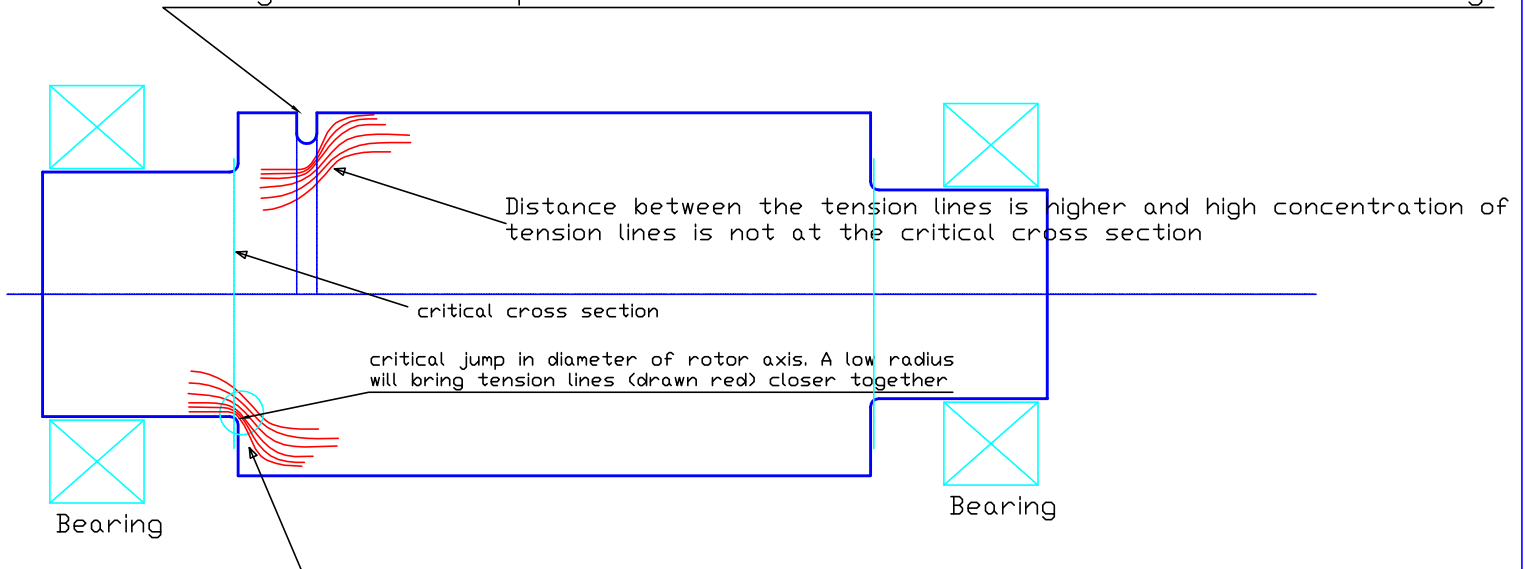 Distance between the tension lines is higher and high concentration of
tension lines is not at the critical cross section
critical cross section
critical jump in diameter of rotor axis. A low radius
will bring tension lines (drawn red) closer together
Bearing
Bearing